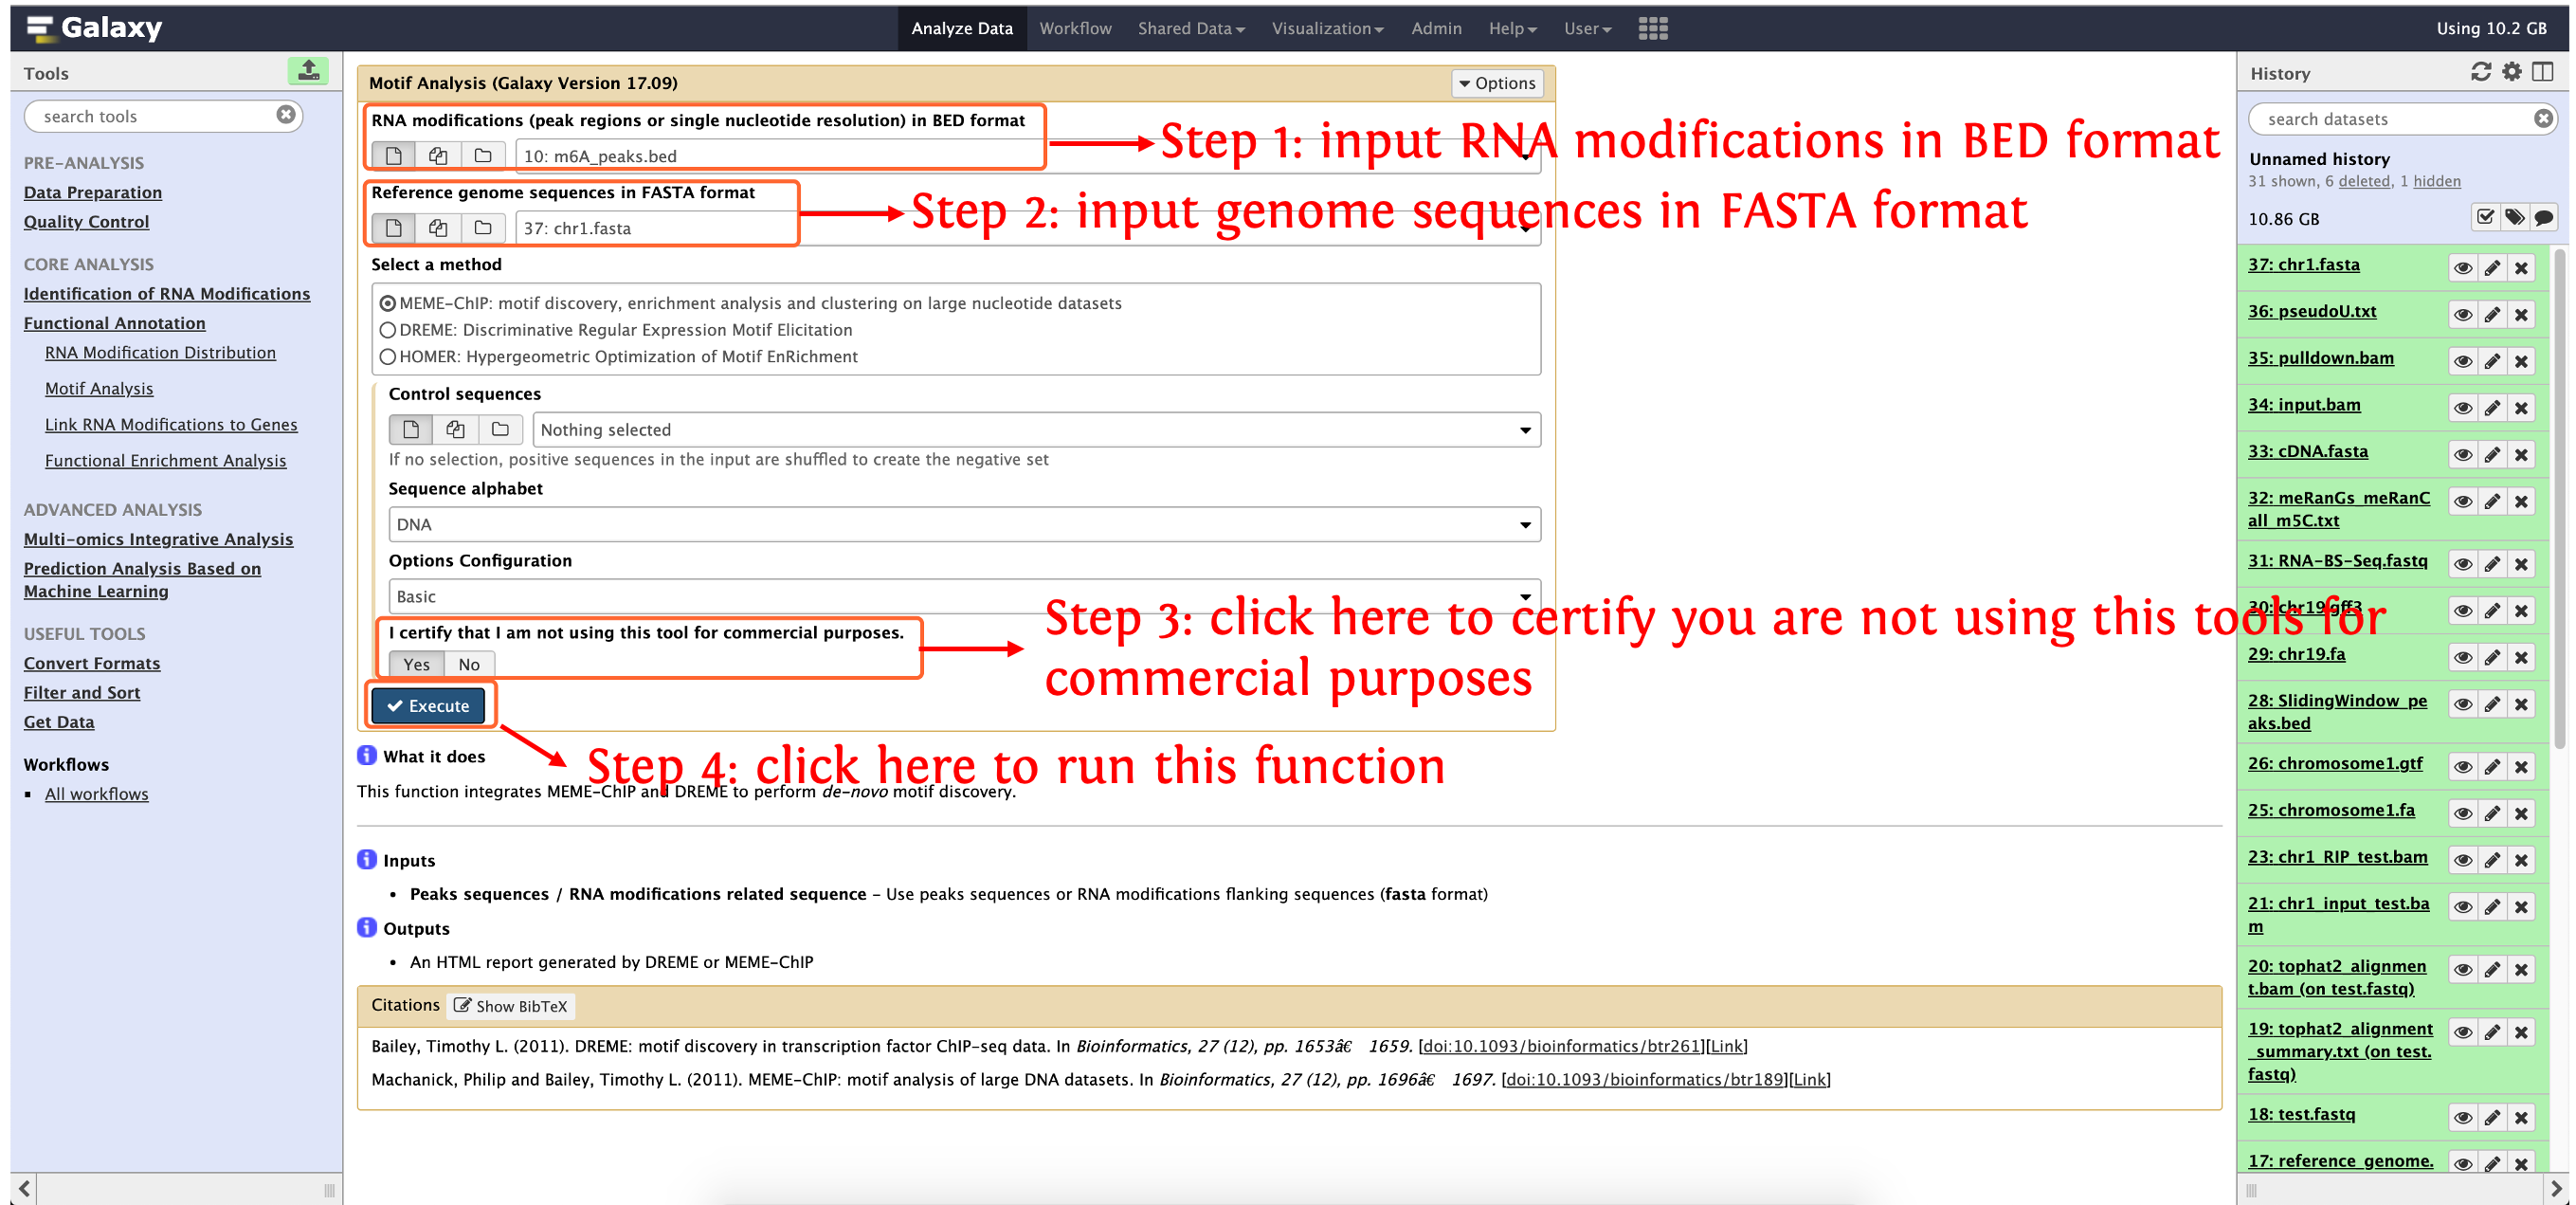 Galaxy
Analyze Data
Workflow
Shared Data
Visualization
Admin
Help
User
Using 10.2 GB
Tools
search tools
PRE-ANALYSIS
Data Preparation
Quality Control
CORE ANALYSIS
Identification of RNA Modifications
Functional Annotation
RNA Modification Distribution
Motif Analysis
Link RNA Modifications to Genes
Functional Enrichment Analysis
ADVANCED ANALYSIS
Multi-omics Integrative Analysis
Prediction Analysis Based on
Machine Learning
USEFUL TOOLS
Convert Formats
Filter and Sort
Get Data
Workflows
All workflows
Motif Analysis (Galaxy Version 17.09)
Options
RNA modifications (peak regions or single nucleotide resolution) in BED format
10: m6A_peaks.bed
Step 1: input RNA modifications in BED format
Reference genome sequences in FASTA format
37: chr1.fasta
Step 2: input genome sequences in FASTA format
Select a method
MEME-ChIP: motif discovery, enrichment analysis and clustering on large nucleotide datasets
DREME: Discriminative Regular Expression Motif Elicitation
HOMER: Hypergeometric Optimization of Motif EnRichment
Control sequences
Nothing selected
If no selection, positive sequences in the input are shuffled to create the negative set
Sequence alphabet
DNA
Options Configuration
Basic
I certify that I am not using this tool for commercial purposes.
Yes No
Step 3: click here to certify you are not using this tools for
commercial purposes
Execute
Step 4: click here to run this function
What it does
This function integrates MEME-ChIP and DREME to perform de-novo motif discovery.
Inputs
• Peaks sequences / RNA modifications related sequence – Use peaks sequences or RNA modifications flanking sequences (fasta format)
Outputs
• An HTML report generated by DREME or MEME-ChIP
Citations Show BibTeX
Bailey, Timothy L. (2011). DREME: motif discovery in transcription factor ChIP-seq data. In Bioinformatics, 27 (12), pp. 1653â€ 1659. [doi:10.1093/bioinformatics/btr261][Link]
Machanick, Philip and Bailey, Timothy L. (2011). MEME-ChIP: motif analysis of large DNA datasets. In Bioinformatics, 27 (12), pp. 1696â€ 1697. [doi:10.1093/bioinformatics/btr189][Link]
History
search datasets
Unnamed history
31 shown, 6 deleted, 1 hidden
10.86 GB
37: chr1.fasta
36: pseudoU.txt
35: pulldown.bam
34: input.bam
33: cDNA.fasta
32: meRanGs_meRanC
all_m5C.txt
31: RNA-BS-Seq.fastq
30: chr19.gff3
29: chr19.fa
28: SlidingWindow_pe
aks.bed
26: chromosome1.gtf
25: chromosome1.fa
23: chr1_RIP_test.bam
21: chr1_input_test.ba
m
20: tophat2_alignmen
t.bam (on test.fastq)
19: tophat2_alignment
_summary.txt (on test.
fastq)
18: test.fastq
17: reference_genome.